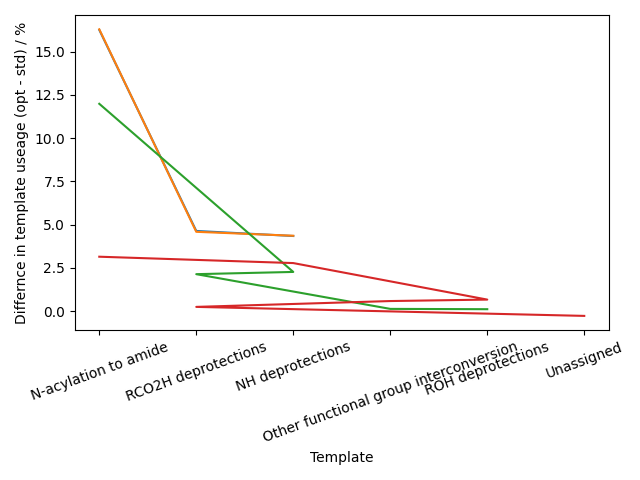 Differnce in template useage (opt - std) / %
15.0
12.5
10.0
7.5
5.0
2.5
0.0
N-acylation to amide
RCO2H deprotections
NH deprotections
Other functional group interconversion
ROH deprotections
Unassigned
Template